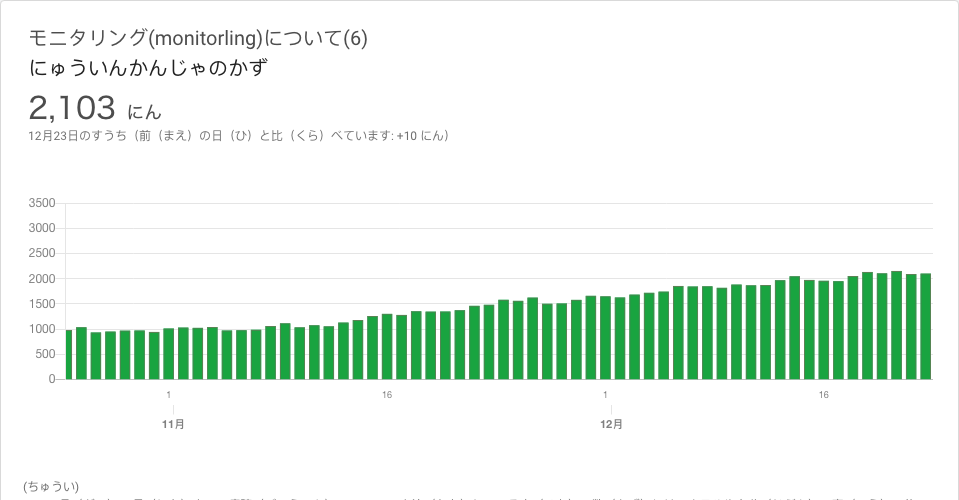 モニタリング(monitorling)について(6)
にゅういんかんじゃのかず
2,103 にん
12月23日のすうち（前（まえ）の日（ひ）と比（くら）べています: +10 にん）
3500
3000
2500
2000
1500
1000
500
0
1 16 1 16
11月 12月
(ちゅうい)